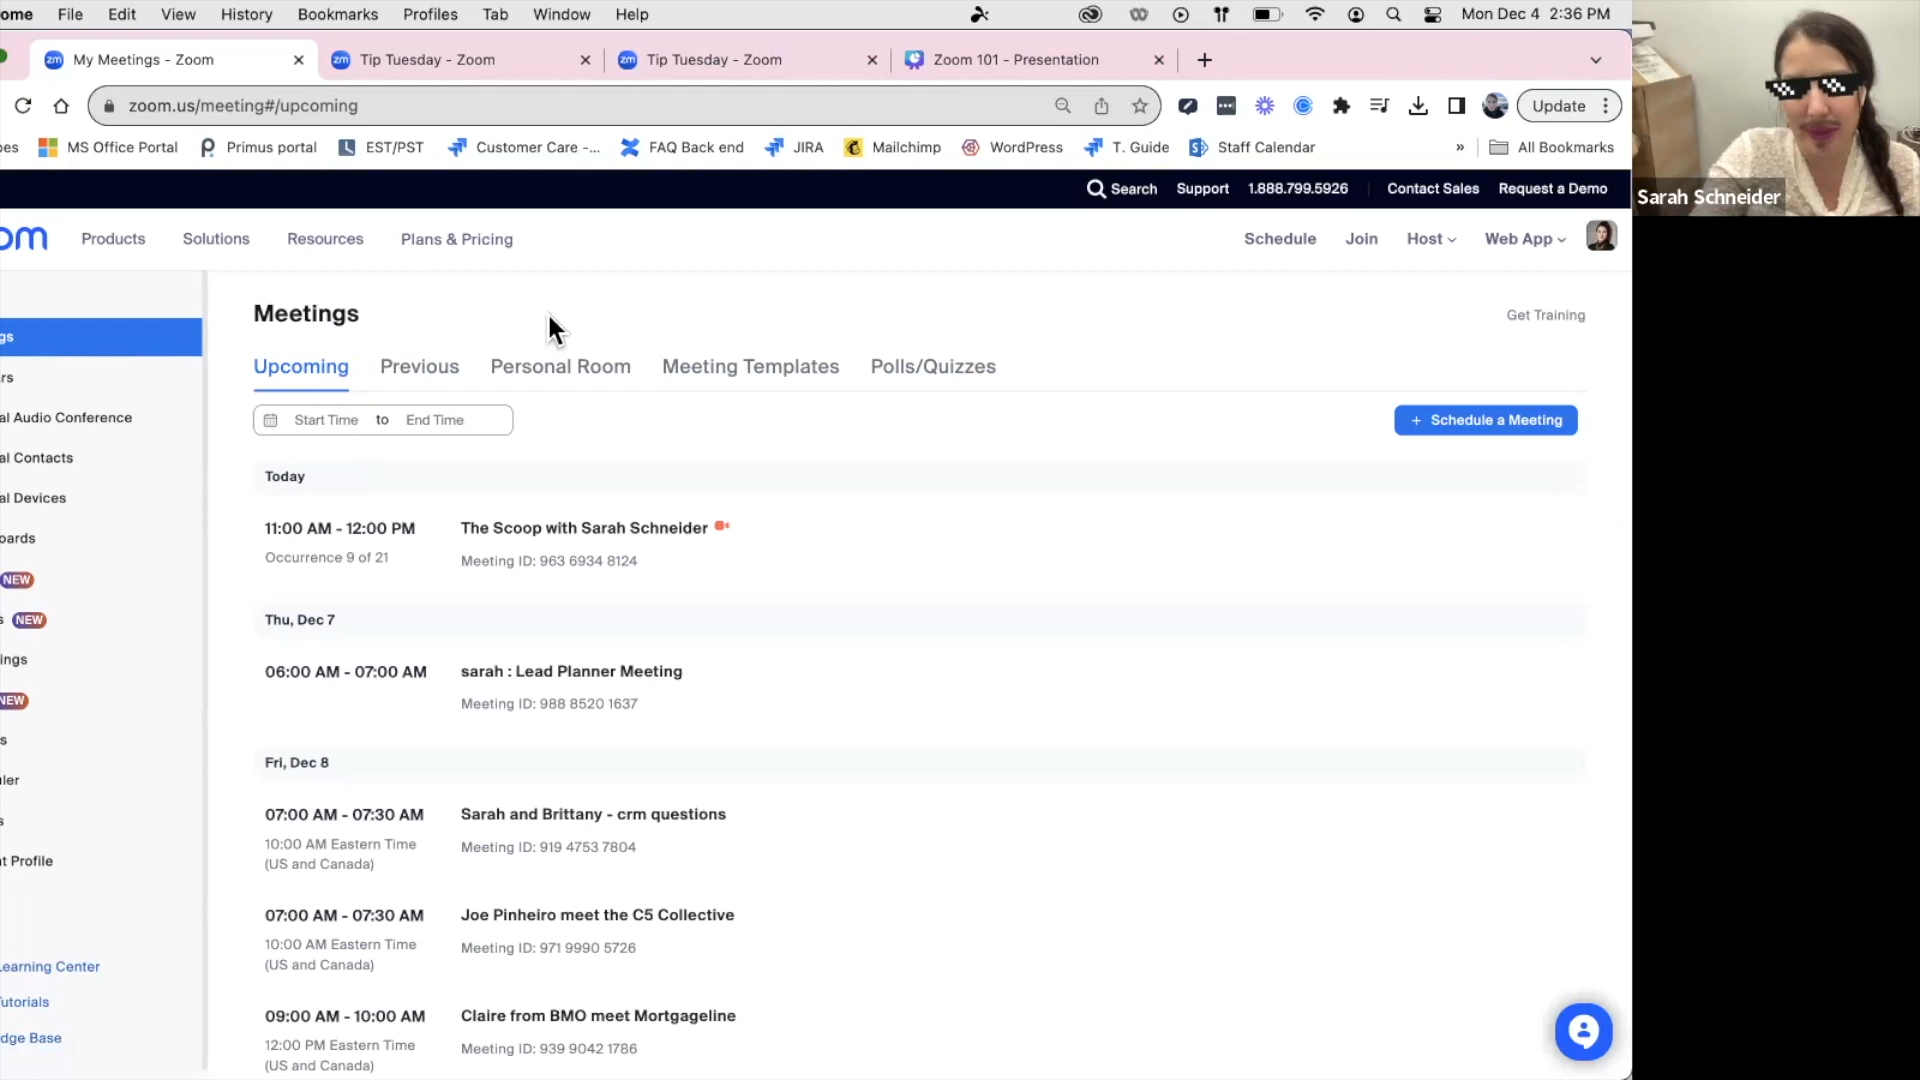 ome File Edit View History Bookmarks Profiles Tab Window Help Mon Dec 4 2:36 PM
zm My Meetings - Zoom zm Tip Tuesday - Zoom zm Tip Tuesday - Zoom Zoom 101 - Presentation
zoom.us/meeting#/upcoming Update
es MS Office Portal Primus portal EST/PST Customer Care -... FAQ Back end JIRA Mailchimp WordPress T. Guide Staff Calendar » All Bookmarks
Search Support 1.888.799.5926 Contact Sales Request a Demo
Sarah Schneider
om Products Solutions Resources Plans & Pricing Schedule Join Host Web App
Meetings
Get Training
gs
rs
al Audio Conference
al Contacts
al Devices
oards
NEW
s NEW
ings
NEW
s
ler
s
t Profile
Learning Center
Tutorials
dge Base
Upcoming Previous Personal Room Meeting Templates Polls/Quizzes
Start Time to End Time
+ Schedule a Meeting
Today
11:00 AM - 12:00 PM The Scoop with Sarah Schneider
Occurrence 9 of 21 Meeting ID: 963 6934 8124
Thu, Dec 7
06:00 AM - 07:00 AM sarah : Lead Planner Meeting
Meeting ID: 988 8520 1637
Fri, Dec 8
07:00 AM - 07:30 AM Sarah and Brittany - crm questions
10:00 AM Eastern Time Meeting ID: 919 4753 7804
(US and Canada)
07:00 AM - 07:30 AM Joe Pinheiro meet the C5 Collective
10:00 AM Eastern Time Meeting ID: 971 9990 5726
(US and Canada)
09:00 AM - 10:00 AM Claire from BMO meet Mortgageline
12:00 PM Eastern Time Meeting ID: 939 9042 1786
(US and Canada)